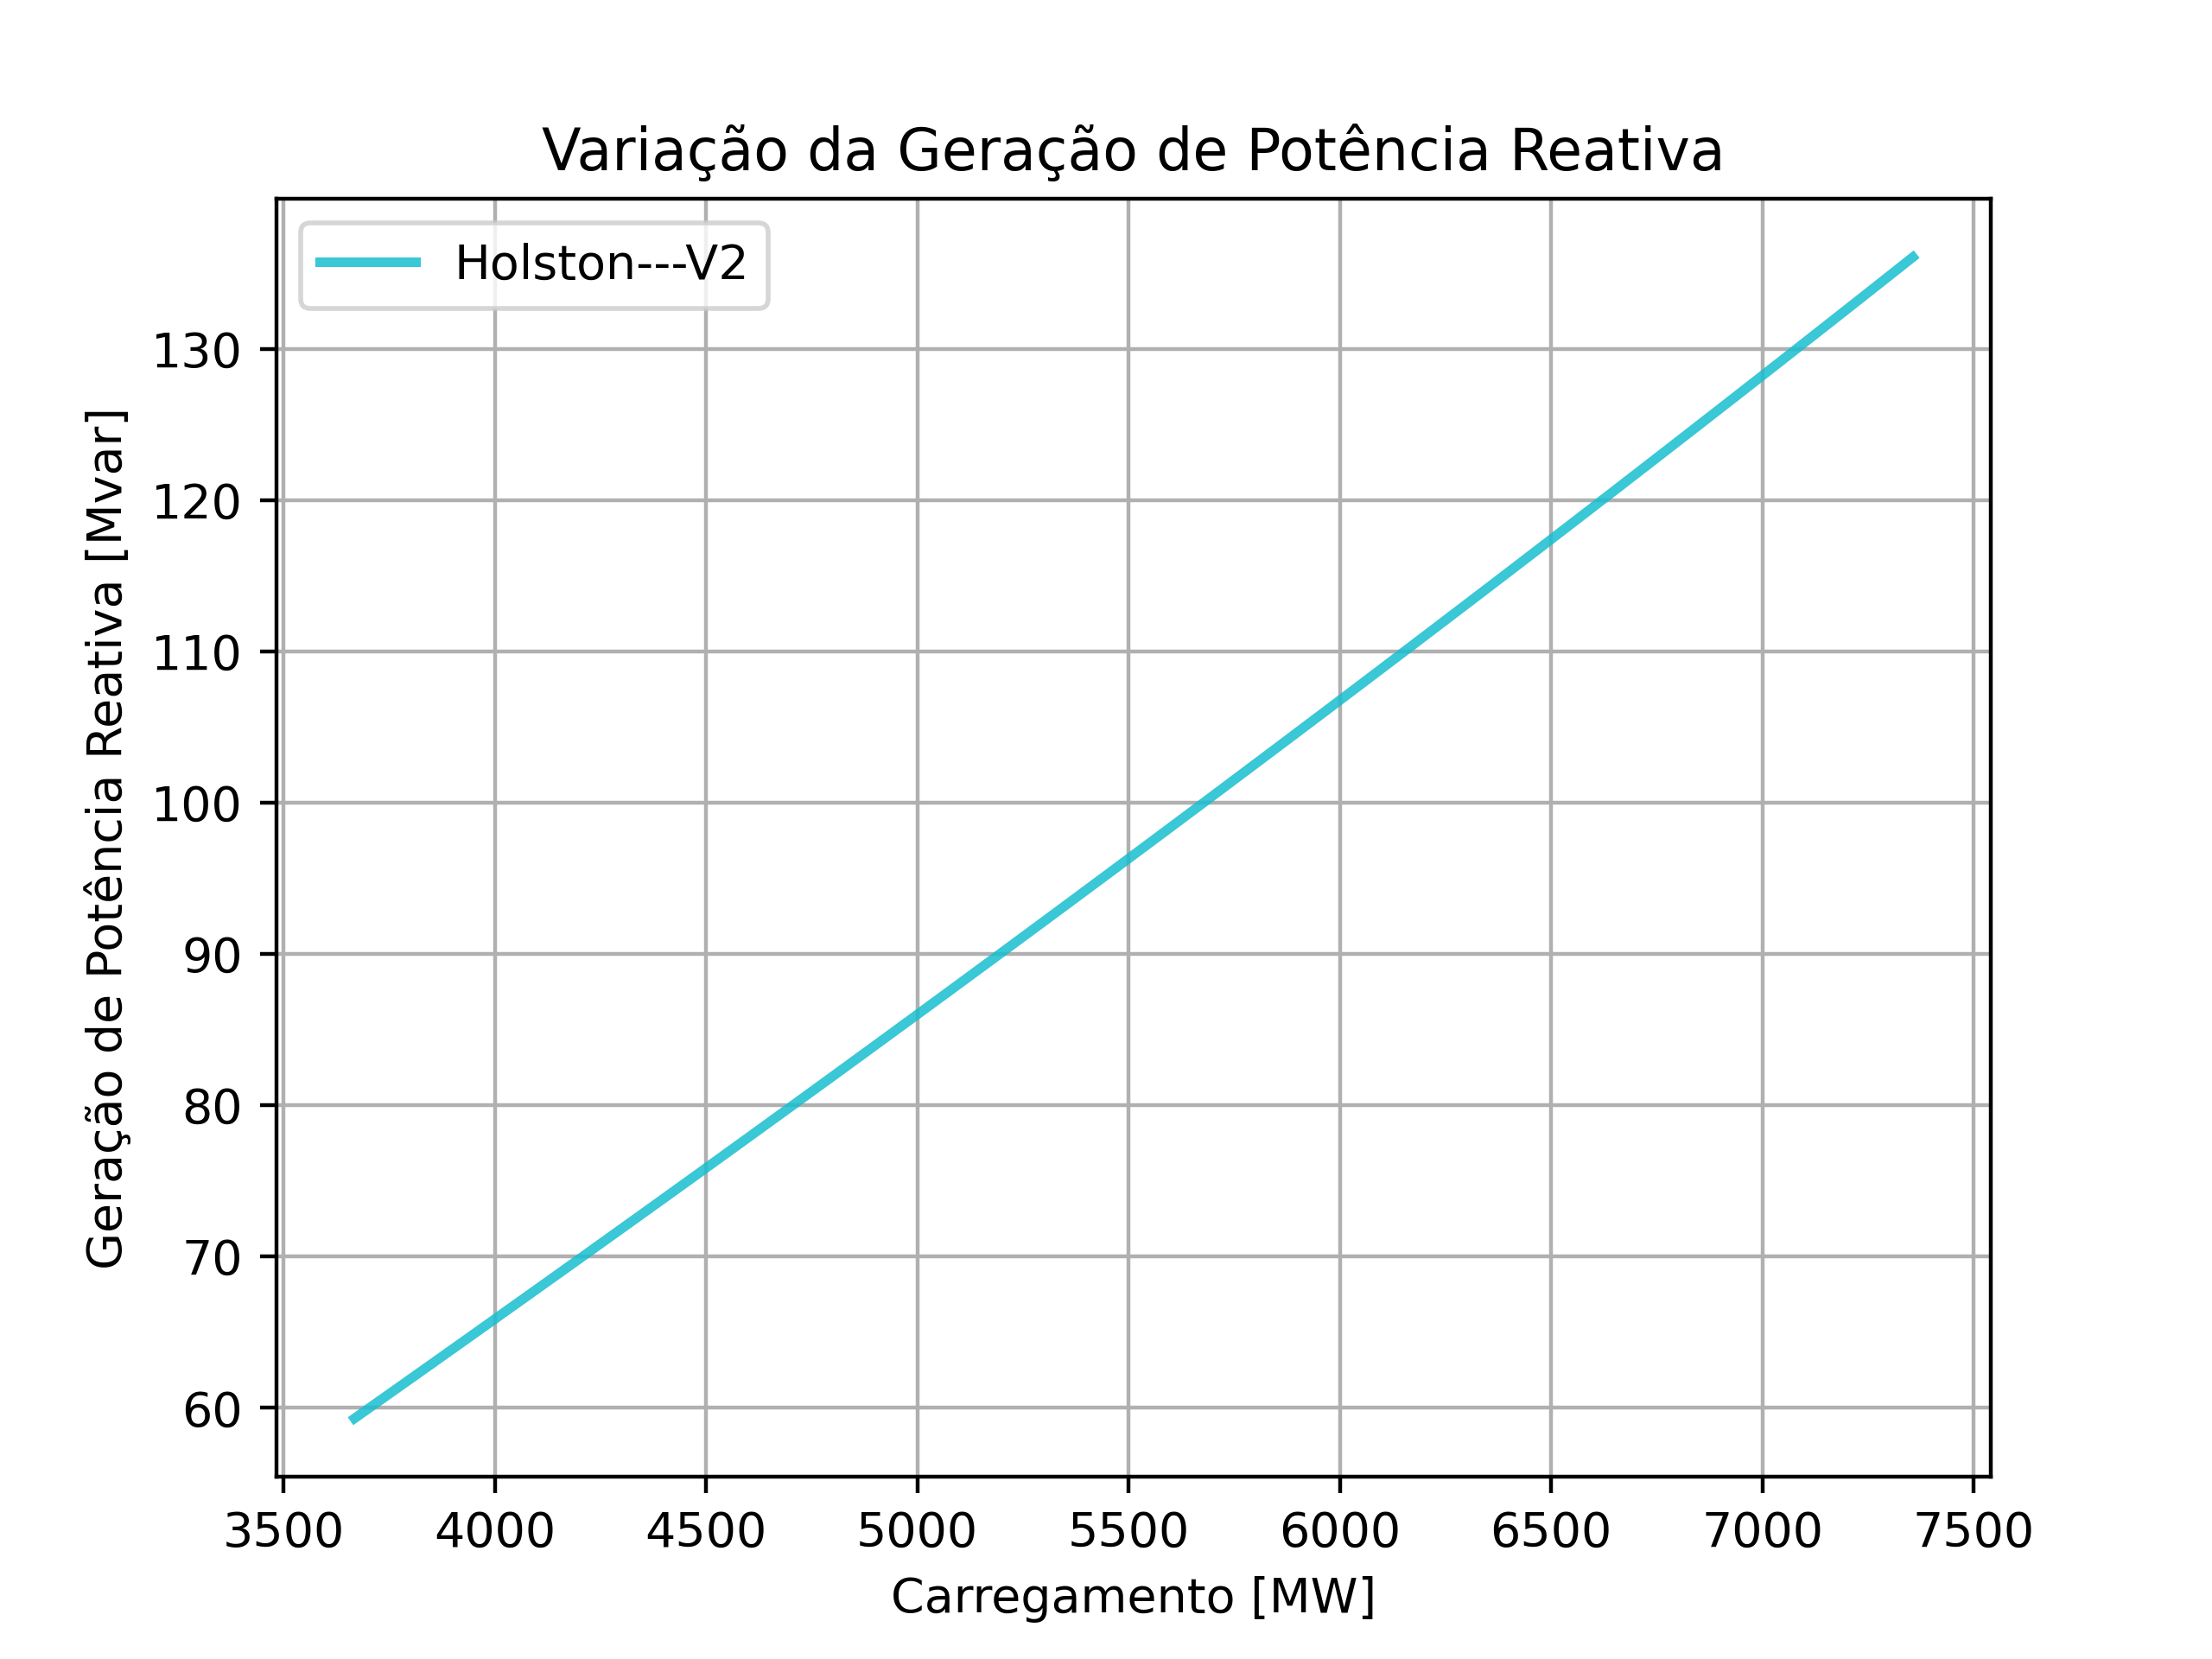 Variação da Geração de Potência Reativa
Holston---V2
Geração de Potência Reativa [Mvar]
130
120
110
100
90
80
70
60
3500 4000 4500 5000 5500 6000 6500 7000 7500
Carregamento [MW]